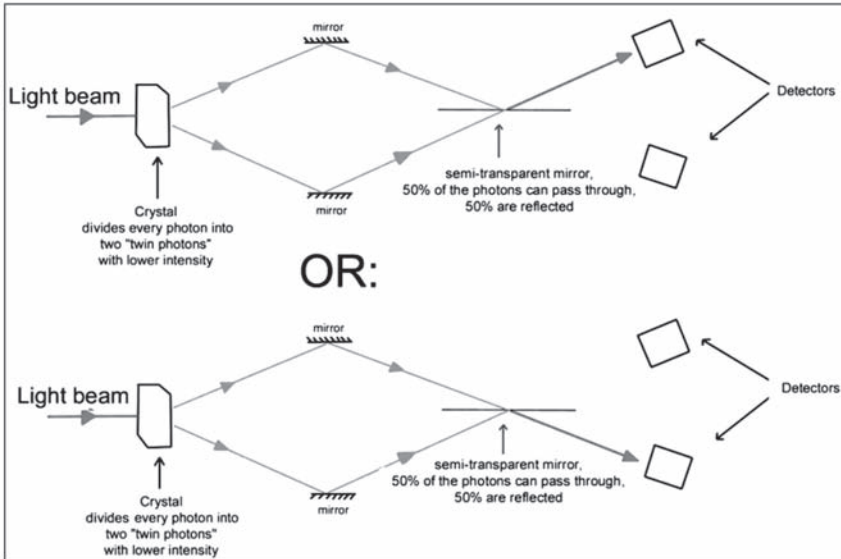 mirror
Light beam
Detectors
semi-transparent mirror,
50% of the photons can pass through,
50% are reflected
mirror
Crystal
divides every photon into
two "twin photons"
with lower intensity
OR:
mirror
Light beam
Detectors
semi-transparent mirror,
50% of the photons can pass through,
50% are reflected
mirror
Crystal
divides every photon into
two "twin photons"
with lower intensity